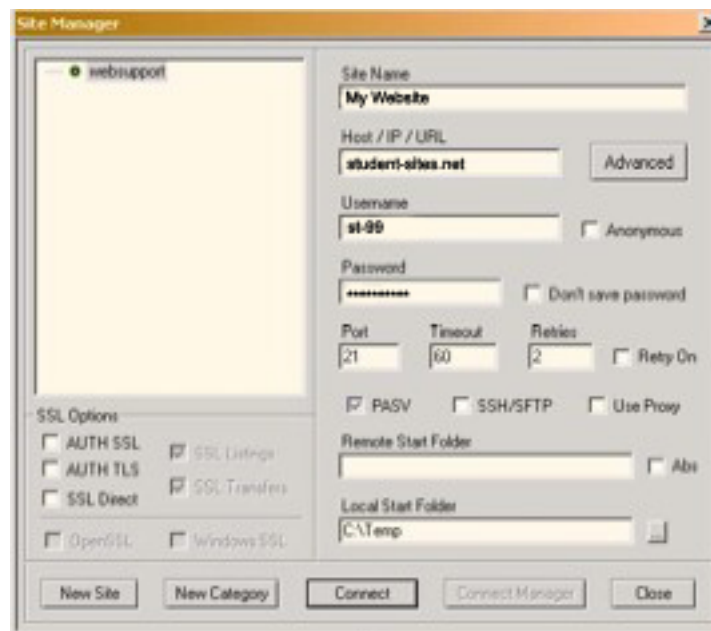 Site Manager
websupport
Site Name
My Website
Host / IP / URL
student-sites.net
Advanced
Username
st-99
Anonymous
Password
••••••••••
Don't save password
Port Timeout Retries
21 60 2 Retry On
PASV SSH/SFTP Use Proxy
SSL Options
AUTH SSL SSL Listings
AUTH TLS SSL Transfers
SSL Direct
OpenSSL Windows SSL
Remote Start Folder
Abs
Local Start Folder
C:\Temp
...
New Site New Category Connect Connect Manager Close